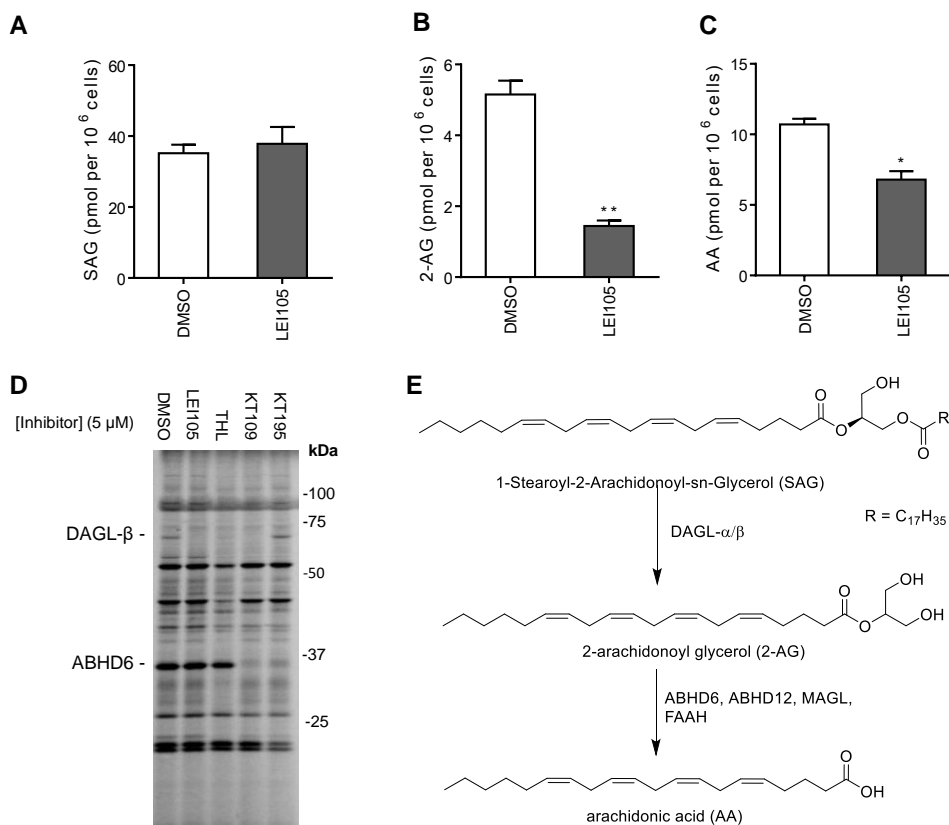 A
60
40
20
0
SAG (pmol per 10 6 cells)
DMSO
LEI105
B
6
4
2
0
2-AG (pmol per 10 6 cells)
**
DMSO
LEI105
C
15
10
5
0
AA (pmol per 10 6 cells)
*
DMSO
LEI105
D
[Inhibitor] (5 µM)
DMSO
LEI105
THL
KT109
KT195
kDa
-100
-75
DAGL-β -
-50
-37
ABHD6 -
-25
E
OH
O
O
O
O
R
1-Stearoyl-2-Arachidonoyl-sn-Glycerol (SAG)
R = C17H35
DAGL-α/β
OH
O
O
OH
2-arachidonoyl glycerol (2-AG)
ABHD6, ABHD12, MAGL,
FAAH
O
OH
arachidonic acid (AA)